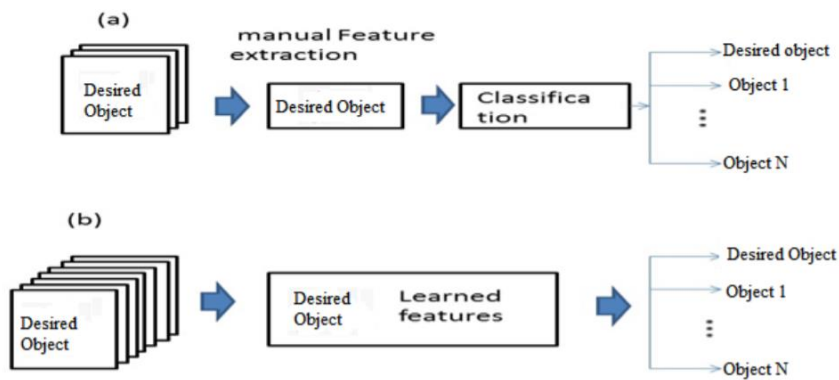 (a)
manual Feature
extraction
Desired
Object
Desired Object
Classifica
tion
Desired object
Object 1
Object N
(b)
Desired
Object
Desired
Object
Learned
features
Desired Object
Object 1
Object N